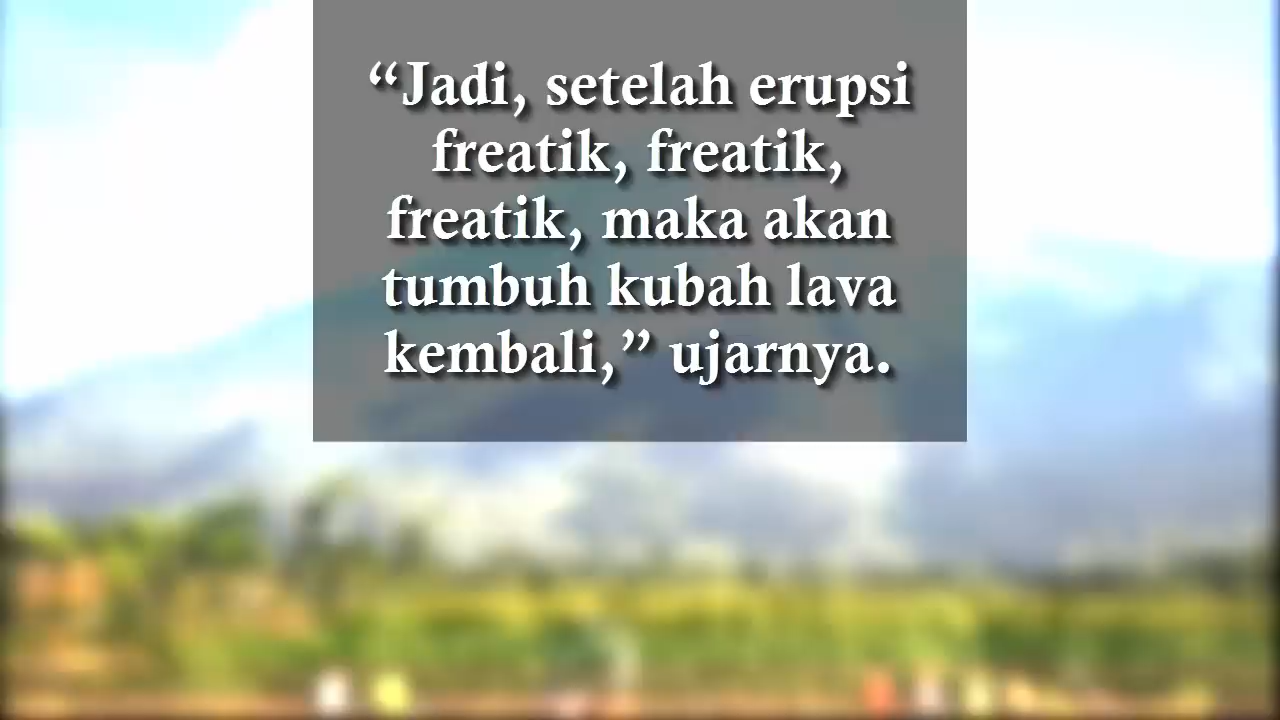 “Jadi, setelah erupsi
freatik, freatik,
freatik, maka akan
tumbuh kubah lava
kembali,” ujarnya.